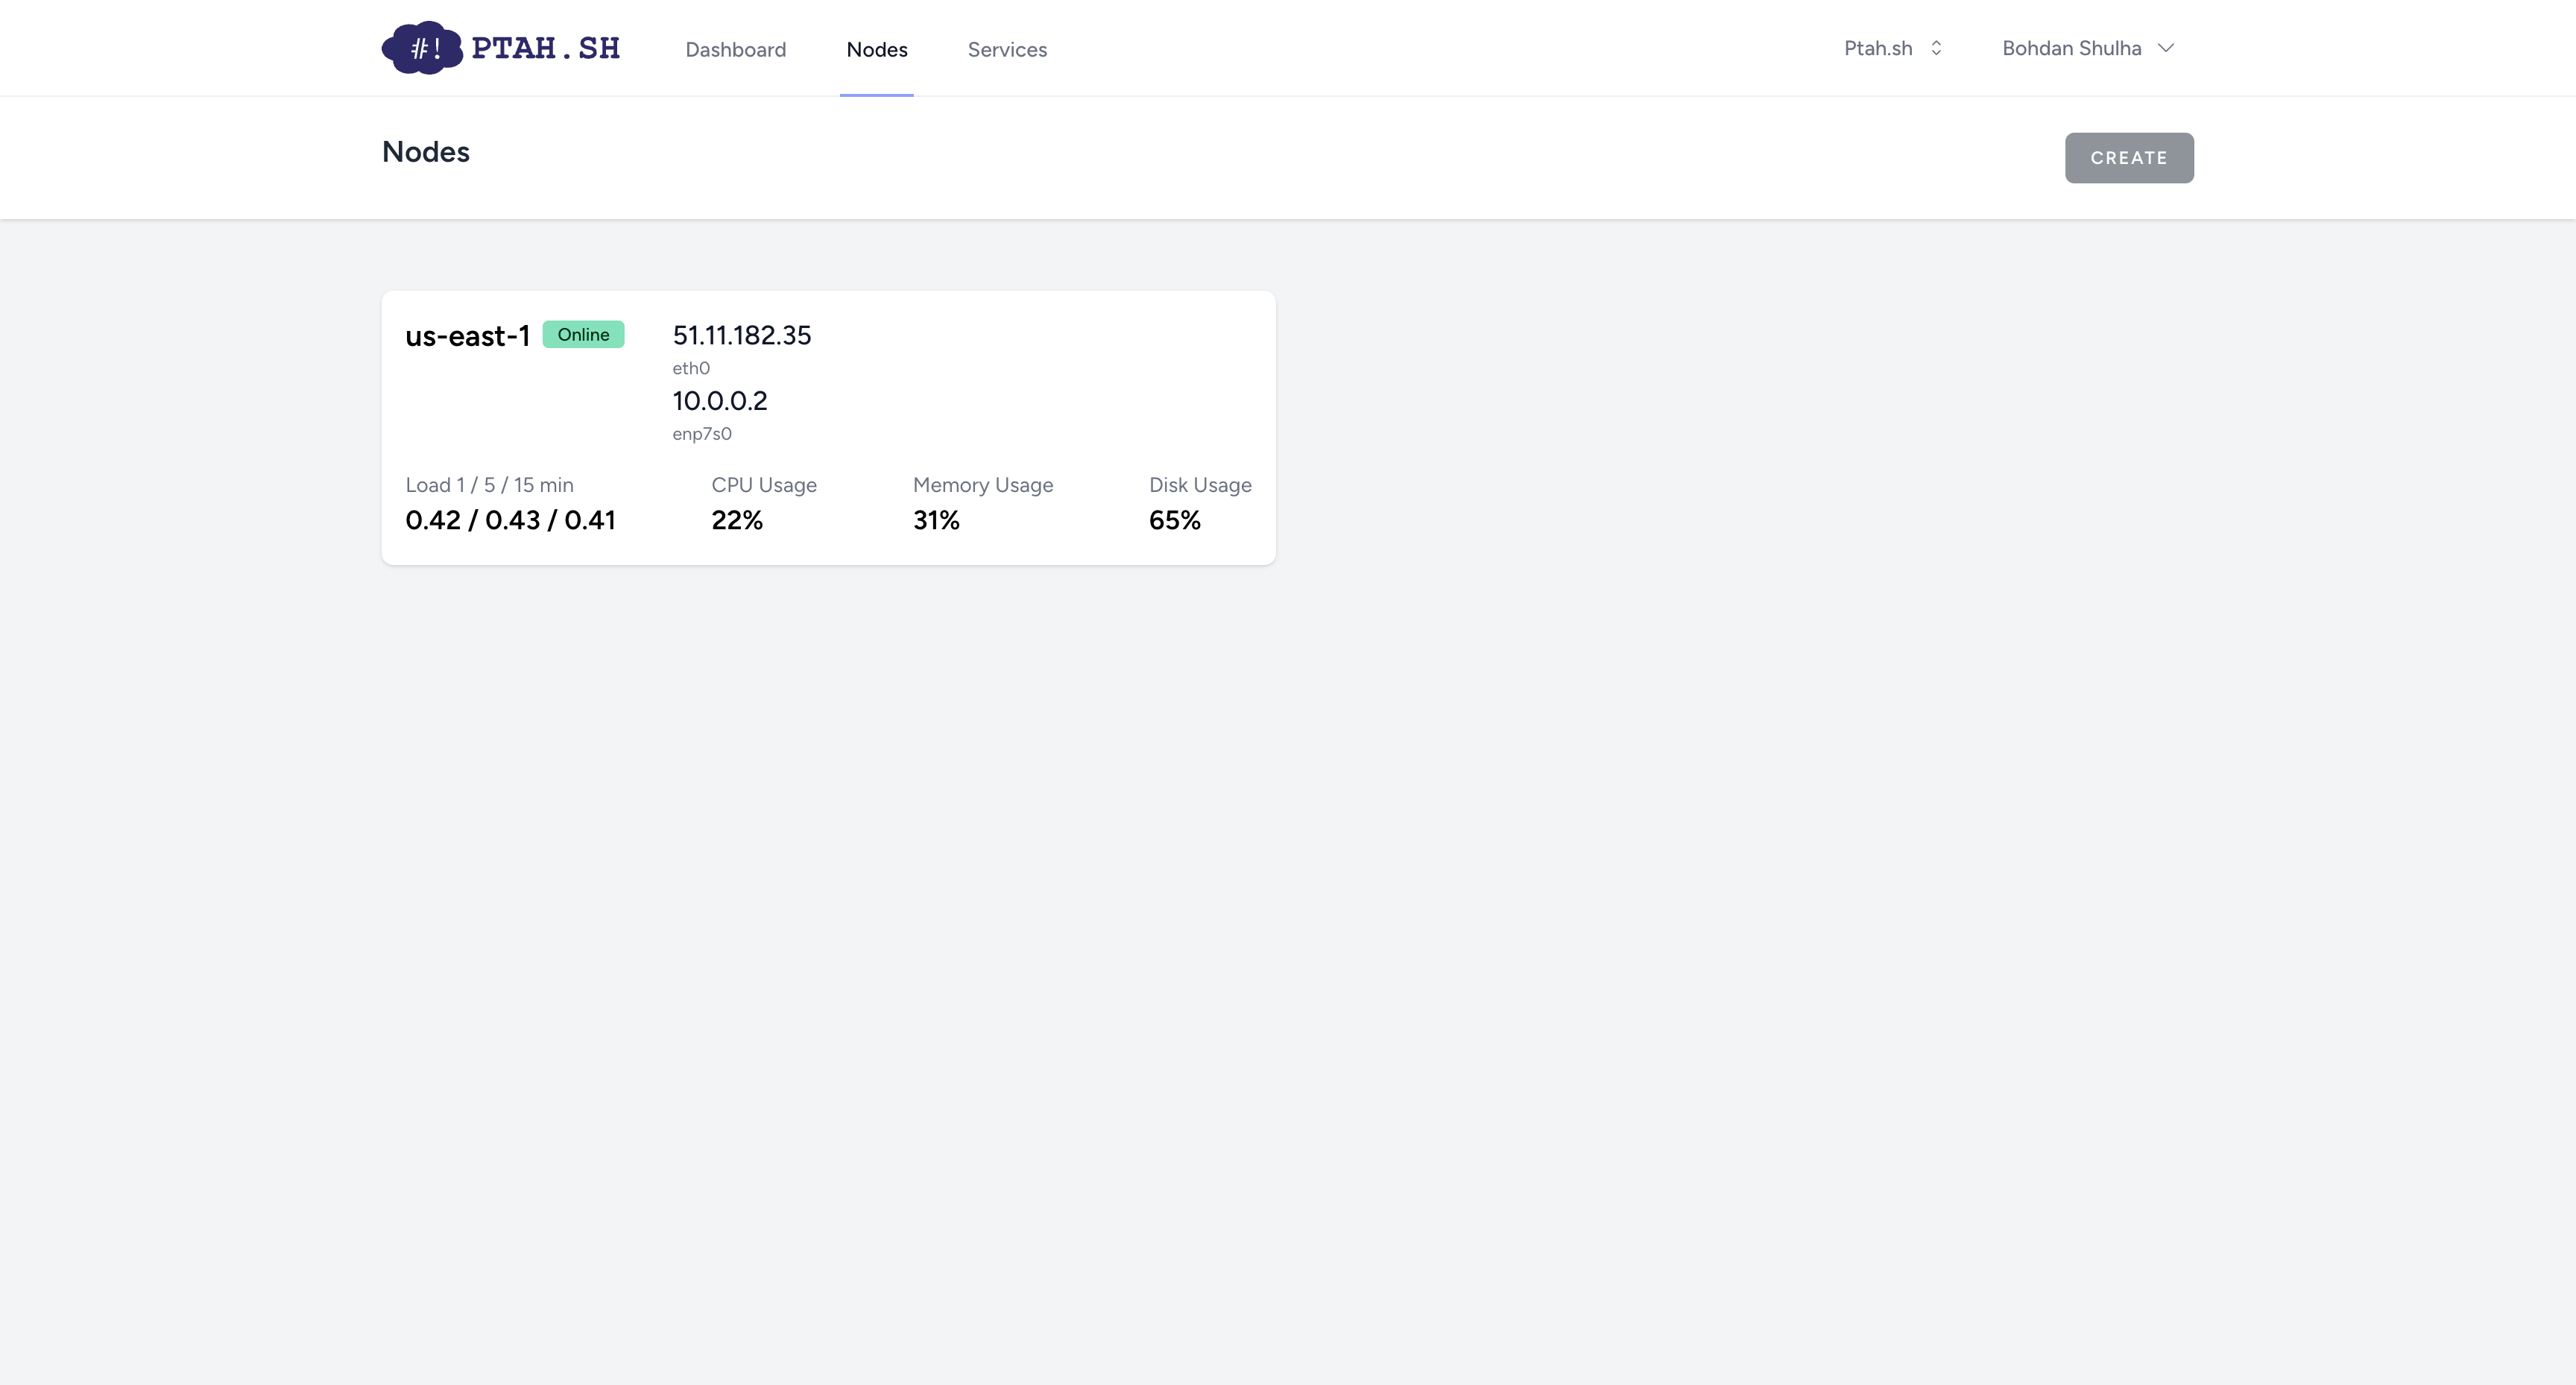 #! PTAH.SH Dashboard Nodes Services Ptah.sh Bohdan Shulha
Nodes CREATE
us-east-1 Online 51.11.182.35
eth0
10.0.0.2
enp7s0
Load 1 / 5 / 15 min CPU Usage Memory Usage Disk Usage
0.42 / 0.43 / 0.41 22% 31% 65%